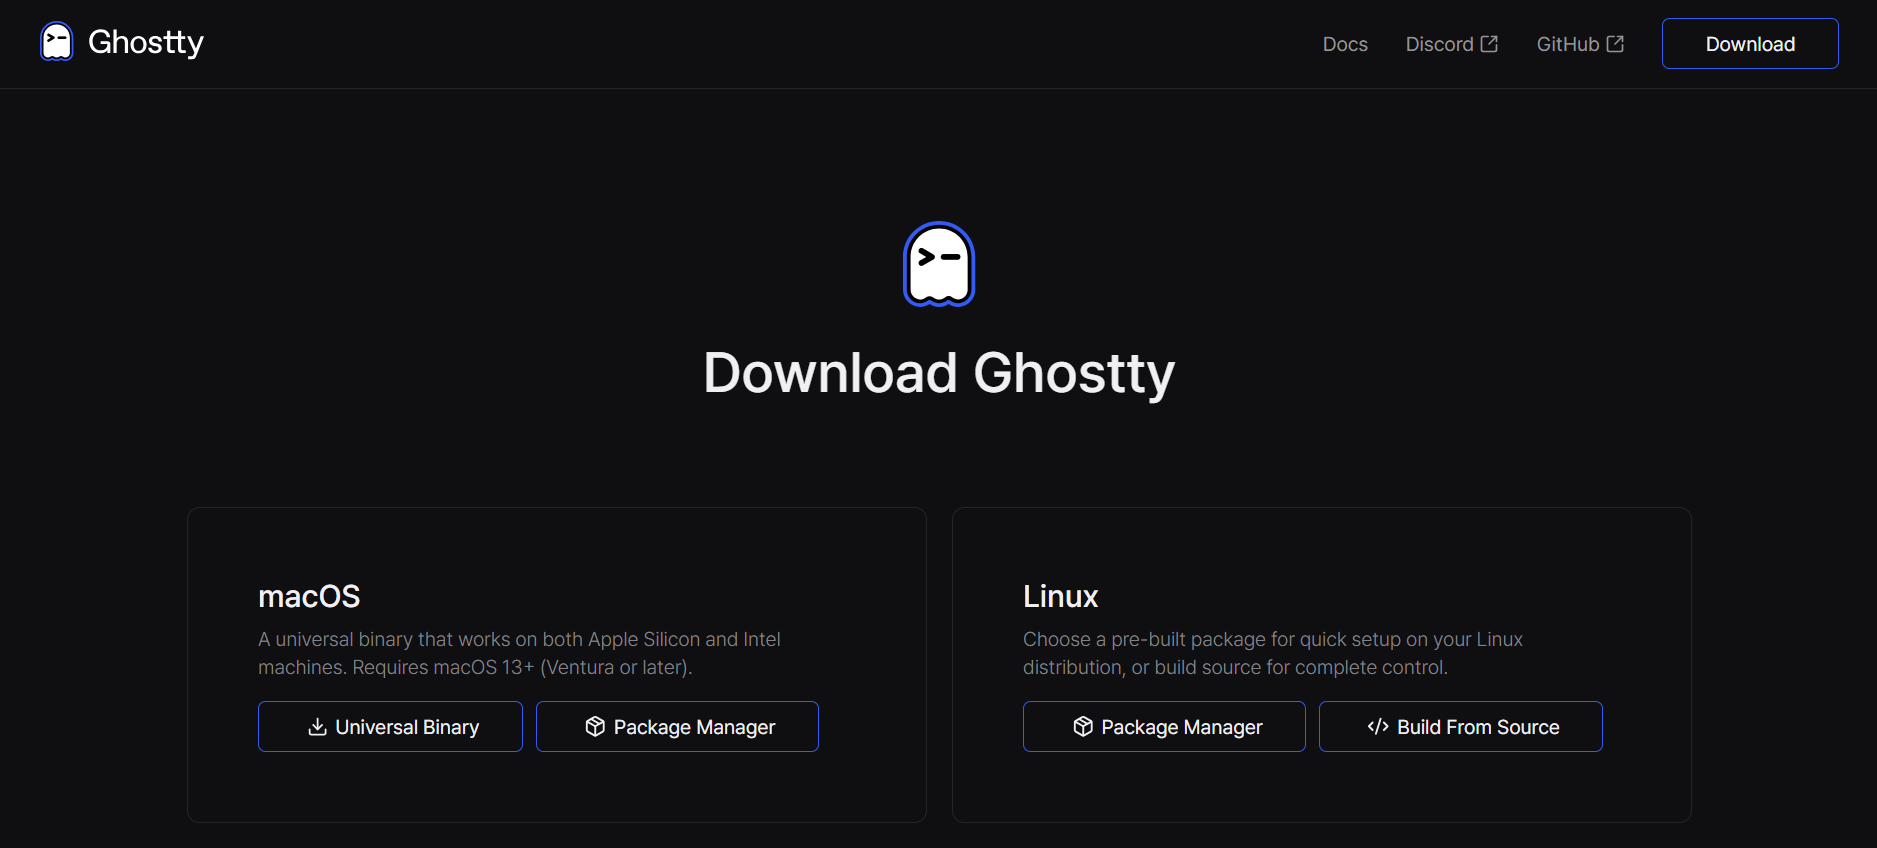 Ghostty
Docs
Discord
GitHub
Download
Download Ghostty
macOS
A universal binary that works on both Apple Silicon and Intel
machines. Requires macOS 13+ (Ventura or later).
Universal Binary
Package Manager
Linux
Choose a pre-built package for quick setup on your Linux
distribution, or build source for complete control.
Package Manager
Build From Source